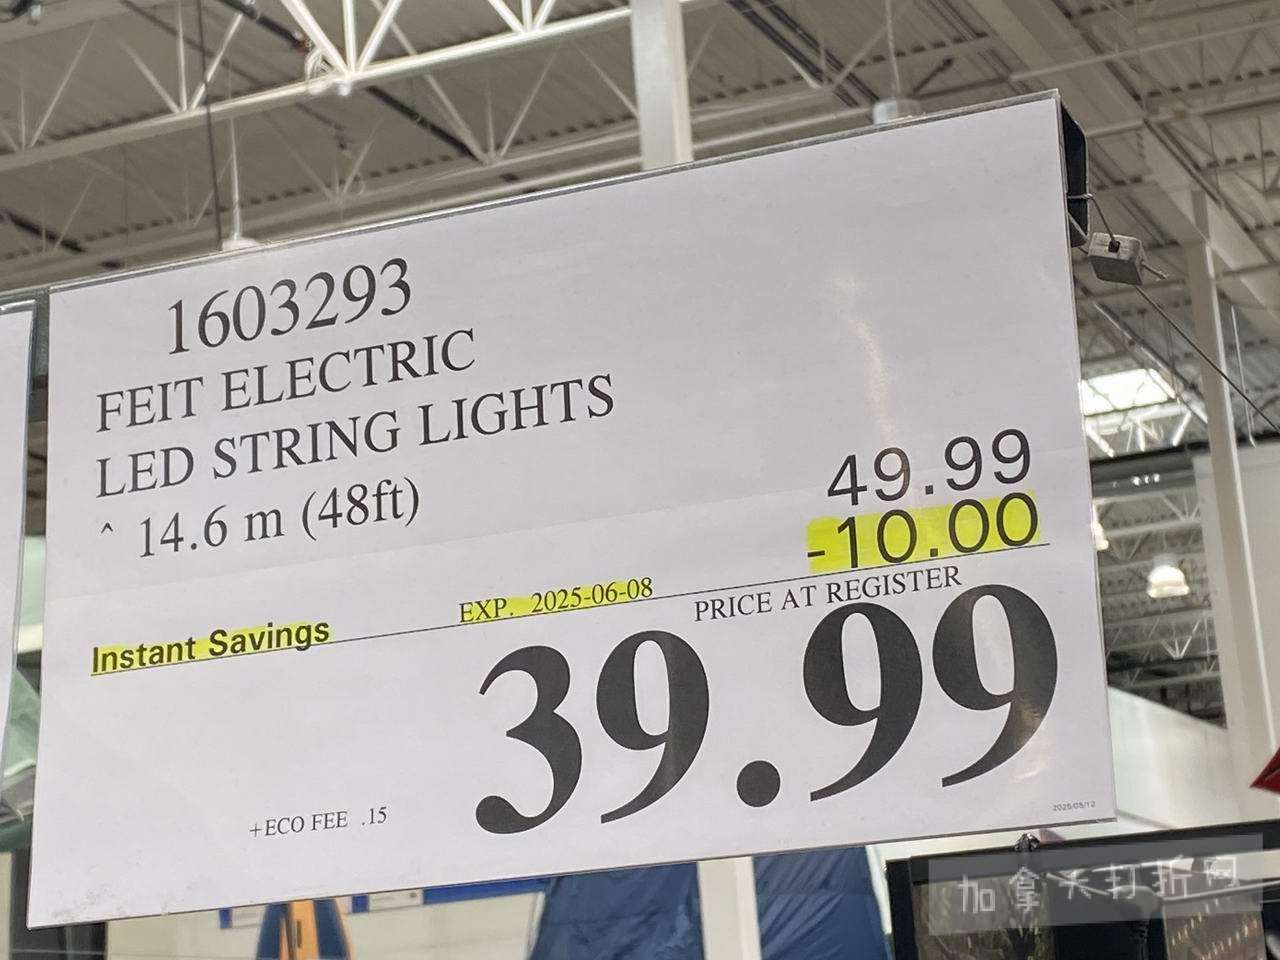 1603293
FEIT ELECTRIC
LED STRING LIGHTS
^ 14.6 m (48ft)
49.99
-10.00
Instant Savings
EXP. 2025-06-08
PRICE AT REGISTER
39.99
+ECO FEE .15
2025/05/12
加拿大打折网